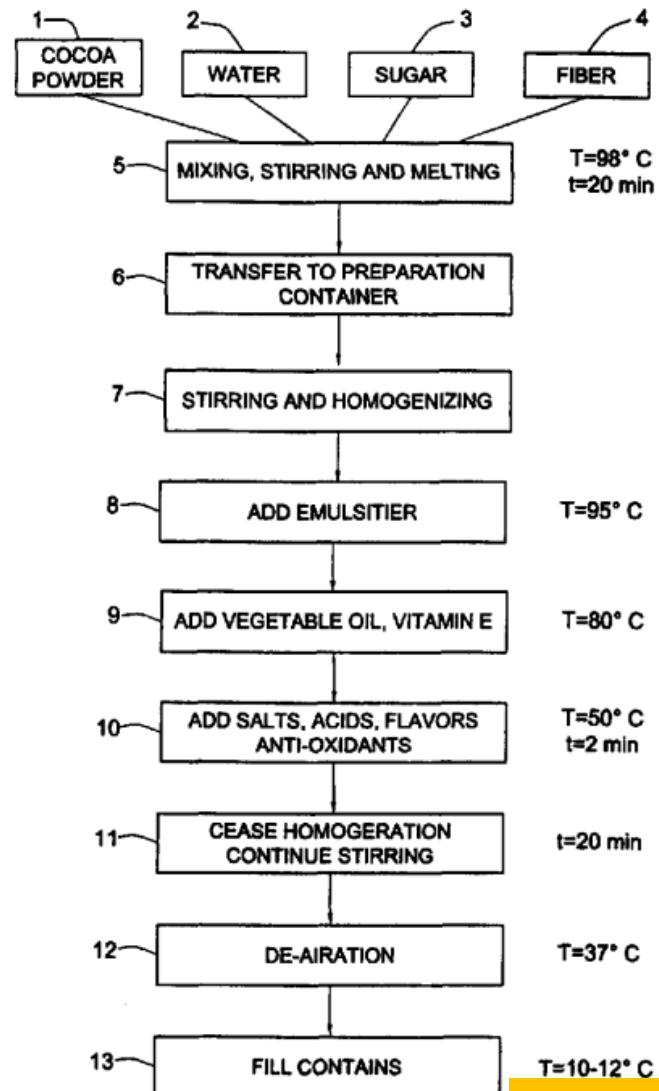 1
2
3
4
COCOA
POWDER
WATER
SUGAR
FIBER
5
MIXING, STIRRING AND MELTING
T=98° C
t=20 min
6
TRANSFER TO PREPARATION
CONTAINER
7
STIRRING AND HOMOGENIZING
8
ADD EMULSITIER
T=95° C
9
ADD VEGETABLE OIL, VITAMIN E
T=80° C
10
ADD SALTS, ACIDS, FLAVORS
ANTI-OXIDANTS
T=50° C
t=2 min
11
CEASE HOMOGERATION
CONTINUE STIRRING
t=20 min
12
DE-AIRATION
T=37° C
13
FILL CONTAINS
T=10-12° C